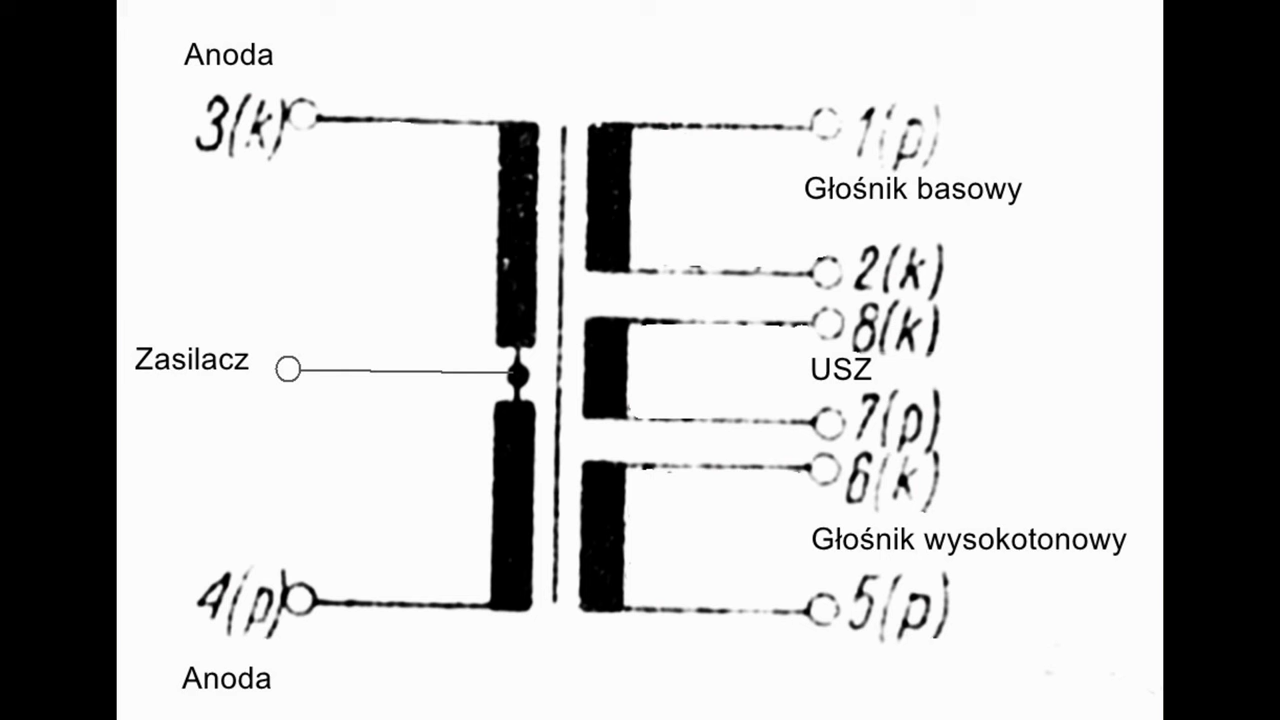 Anoda
3(k)
1(p)
Głośnik basowy
2(k)
8(k)
Zasilacz
USZ
7(p)
6(k)
Głośnik wysokotonowy
4(p)
5(p)
Anoda